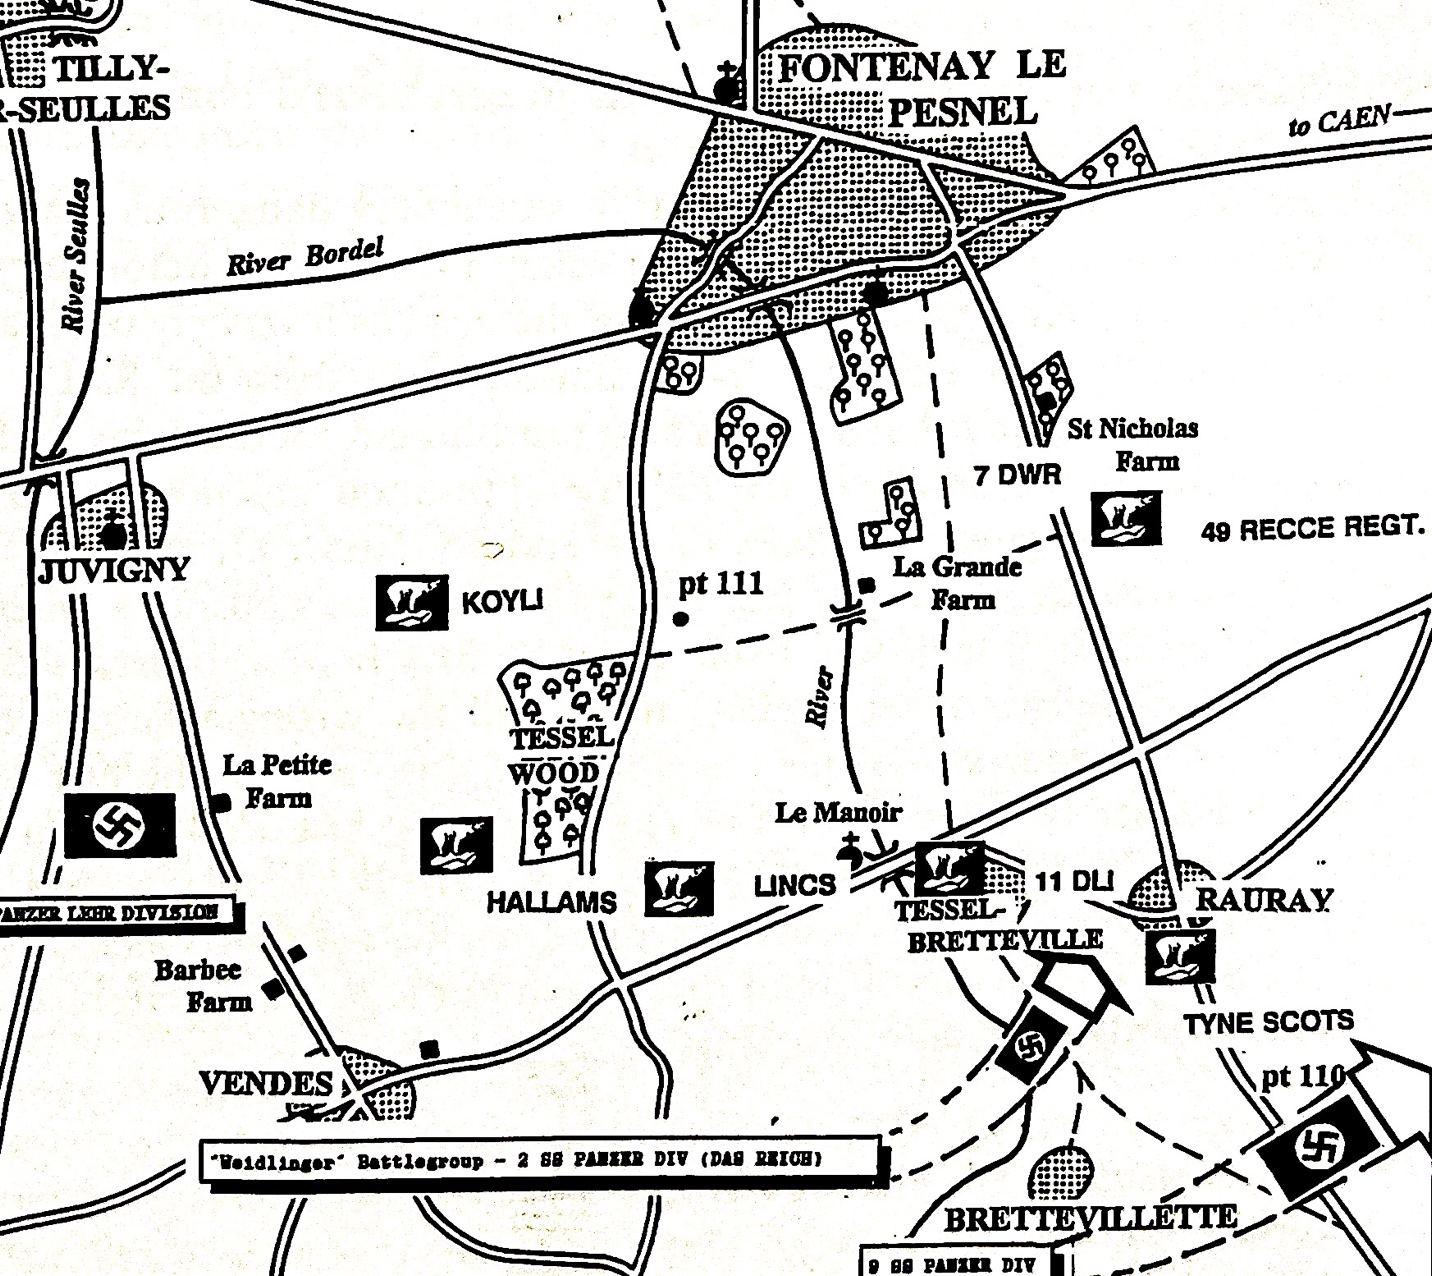 TILLY-
R-SEULLES
FONTENAY LE
PESNEL
to CAEN
River Seulles
River Bordel
St Nicholas
Farm
7 DWR
49 RECCE REGT.
JUVIGNY
KOYLI
pt 111
La Grande
Farm
River
TESSEL
WOOD
La Petite
Farm
Le Manoir
PANZER LEHR DIVISION
HALLAMS
LINCS
11 DLI
TESSEL-
BRETTEVILLE
RAURAY
Barbee
Farm
TYNE SCOTS
VENDES
pt 110
"Weidlinger" Battlegroup - 2 SS PANZER DIV (DAS REICH)
BRETTEVILLETTE
9 SS PANZER DIV